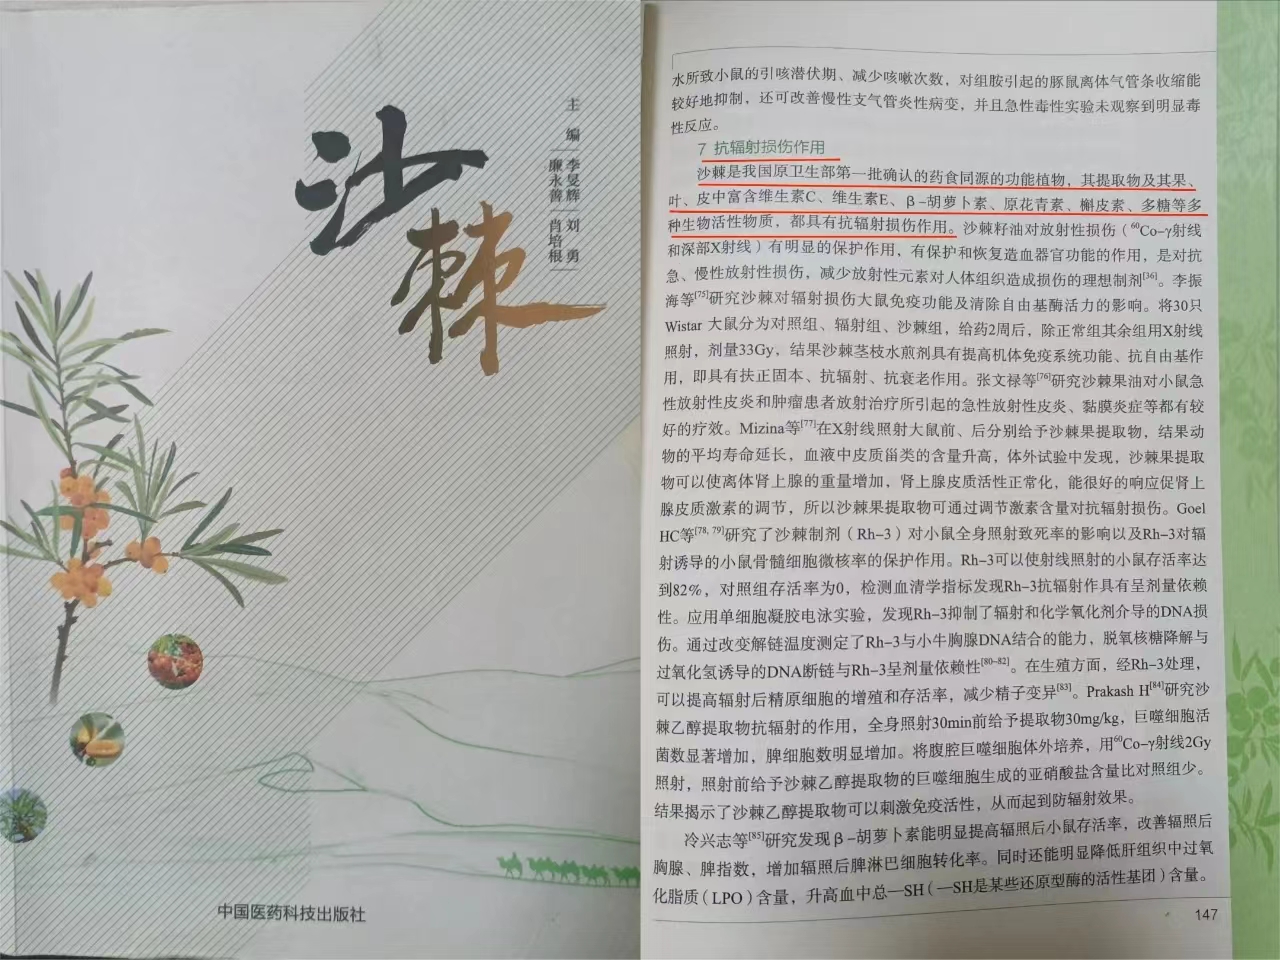 沙棘
主编
李旻辉 刘勇
廉永善 肖培根
中国医药科技出版社
水所致小鼠的引咳潜伏期、减少咳嗽次数，对组胺引起的豚鼠离体气管条收缩能
较好地抑制，还可改善慢性支气管炎性病变，并且急性毒性实验未观察到明显毒
性反应。
7 抗辐射损伤作用
沙棘是我国原卫生部第一批确认的药食同源的功能植物，其提取物及其果、
叶、皮中富含维生素C、维生素E、β-胡萝卜素、原花青素、槲皮素、多糖等多
种生物活性物质，都具有抗辐射损伤作用。沙棘籽油对放射性损伤（⁶⁰Co-γ射线
和深部X射线）有明显的保护作用，有保护和恢复造血器官功能的作用，是对抗
急、慢性放射性损伤，减少放射性元素对人体组织造成损伤的理想制剂[36]。李振
海等[75]研究沙棘对辐射损伤大鼠免疫功能及清除自由基酶活力的影响。将30只
Wistar 大鼠分为对照组、辐射组、沙棘组，给药2周后，除正常组其余组用X射线
照射，剂量33Gy，结果沙棘茎枝水煎剂具有提高机体免疫系统功能、抗自由基作
用，即具有扶正固本、抗辐射、抗衰老作用。张文禄等[76]研究沙棘果油对小鼠急
性放射性皮炎和肿瘤患者放射治疗所引起的急性放射性皮炎、黏膜炎症等都有较
好的疗效。Mizina等[77]在X射线照射大鼠前、后分别给予沙棘果提取物，结果动
物的平均寿命延长，血液中皮质甾类的含量升高，体外试验中发现，沙棘果提取
物可以使离体肾上腺的重量增加，肾上腺皮质活性正常化，能很好的响应促肾上
腺皮质激素的调节，所以沙棘果提取物可通过调节激素含量对抗辐射损伤。Goel
HC等[78, 79]研究了沙棘制剂（Rh-3）对小鼠全身照射致死率的影响以及Rh-3对辐
射诱导的小鼠骨髓细胞微核率的保护作用。Rh-3可以使射线照射的小鼠存活率达
到82%，对照组存活率为0，检测血清学指标发现Rh-3抗辐射作具有呈剂量依赖
性。应用单细胞凝胶电泳实验，发现Rh-3抑制了辐射和化学氧化剂介导的DNA损
伤。通过改变解链温度测定了Rh-3与小牛胸腺DNA结合的能力，脱氧核糖降解与
过氧化氢诱导的DNA断链与Rh-3呈剂量依赖性[80-82]。在生殖方面，经Rh-3处理，
可以提高辐射后精原细胞的增殖和存活率，减少精子变异[83]。Prakash H[84]研究沙
棘乙醇提取物抗辐射的作用，全身照射30min前给予提取物30mg/kg，巨噬细胞活
菌数显著增加，脾细胞数明显增加。将腹腔巨噬细胞体外培养，用⁶⁰Co-γ射线2Gy
照射，照射前给予沙棘乙醇提取物的巨噬细胞生成的亚硝酸盐含量比对照组少。
结果揭示了沙棘乙醇提取物可以刺激免疫活性，从而起到防辐射效果。
冷兴志等[85]研究发现β-胡萝卜素能明显提高辐照后小鼠存活率，改善辐照后
胸腺、脾指数，增加辐照后脾淋巴细胞转化率。同时还能明显降低肝组织中过氧
化脂质（LPO）含量，升高血中总—SH（—SH是某些还原型酶的活性基团）含量。
147